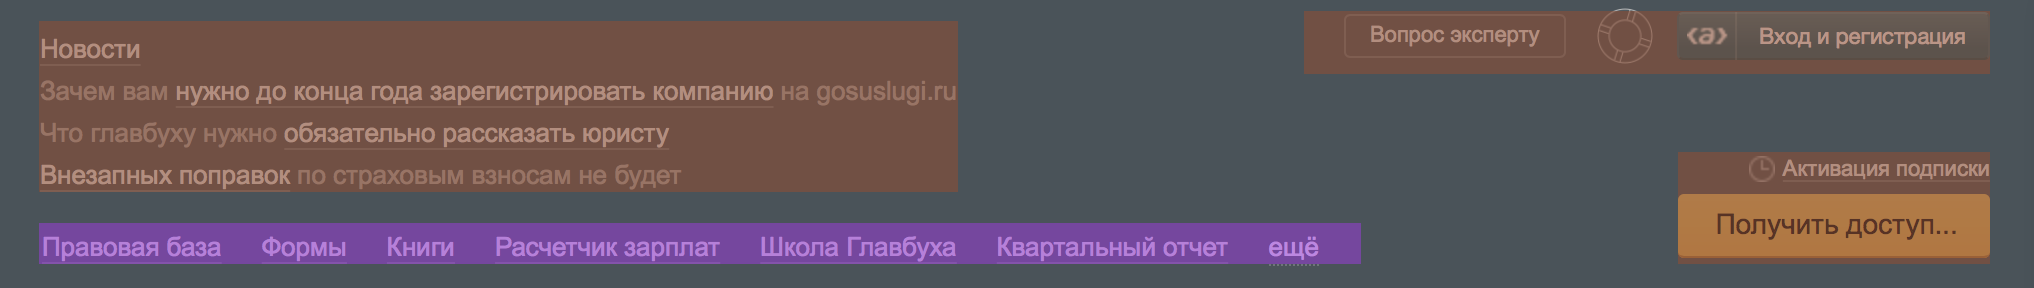 Новости
Зачем вам нужно до конца года зарегистрировать компанию на gosuslugi.ru
Что главбуху нужно обязательно рассказать юристу
Внезапных поправок по страховым взносам не будет
Правовая база Формы Книги Расчетчик зарплат Школа Главбуха Квартальный отчет ещё
Вопрос эксперту
<a> Вход и регистрация
Активация подписки
Получить доступ...